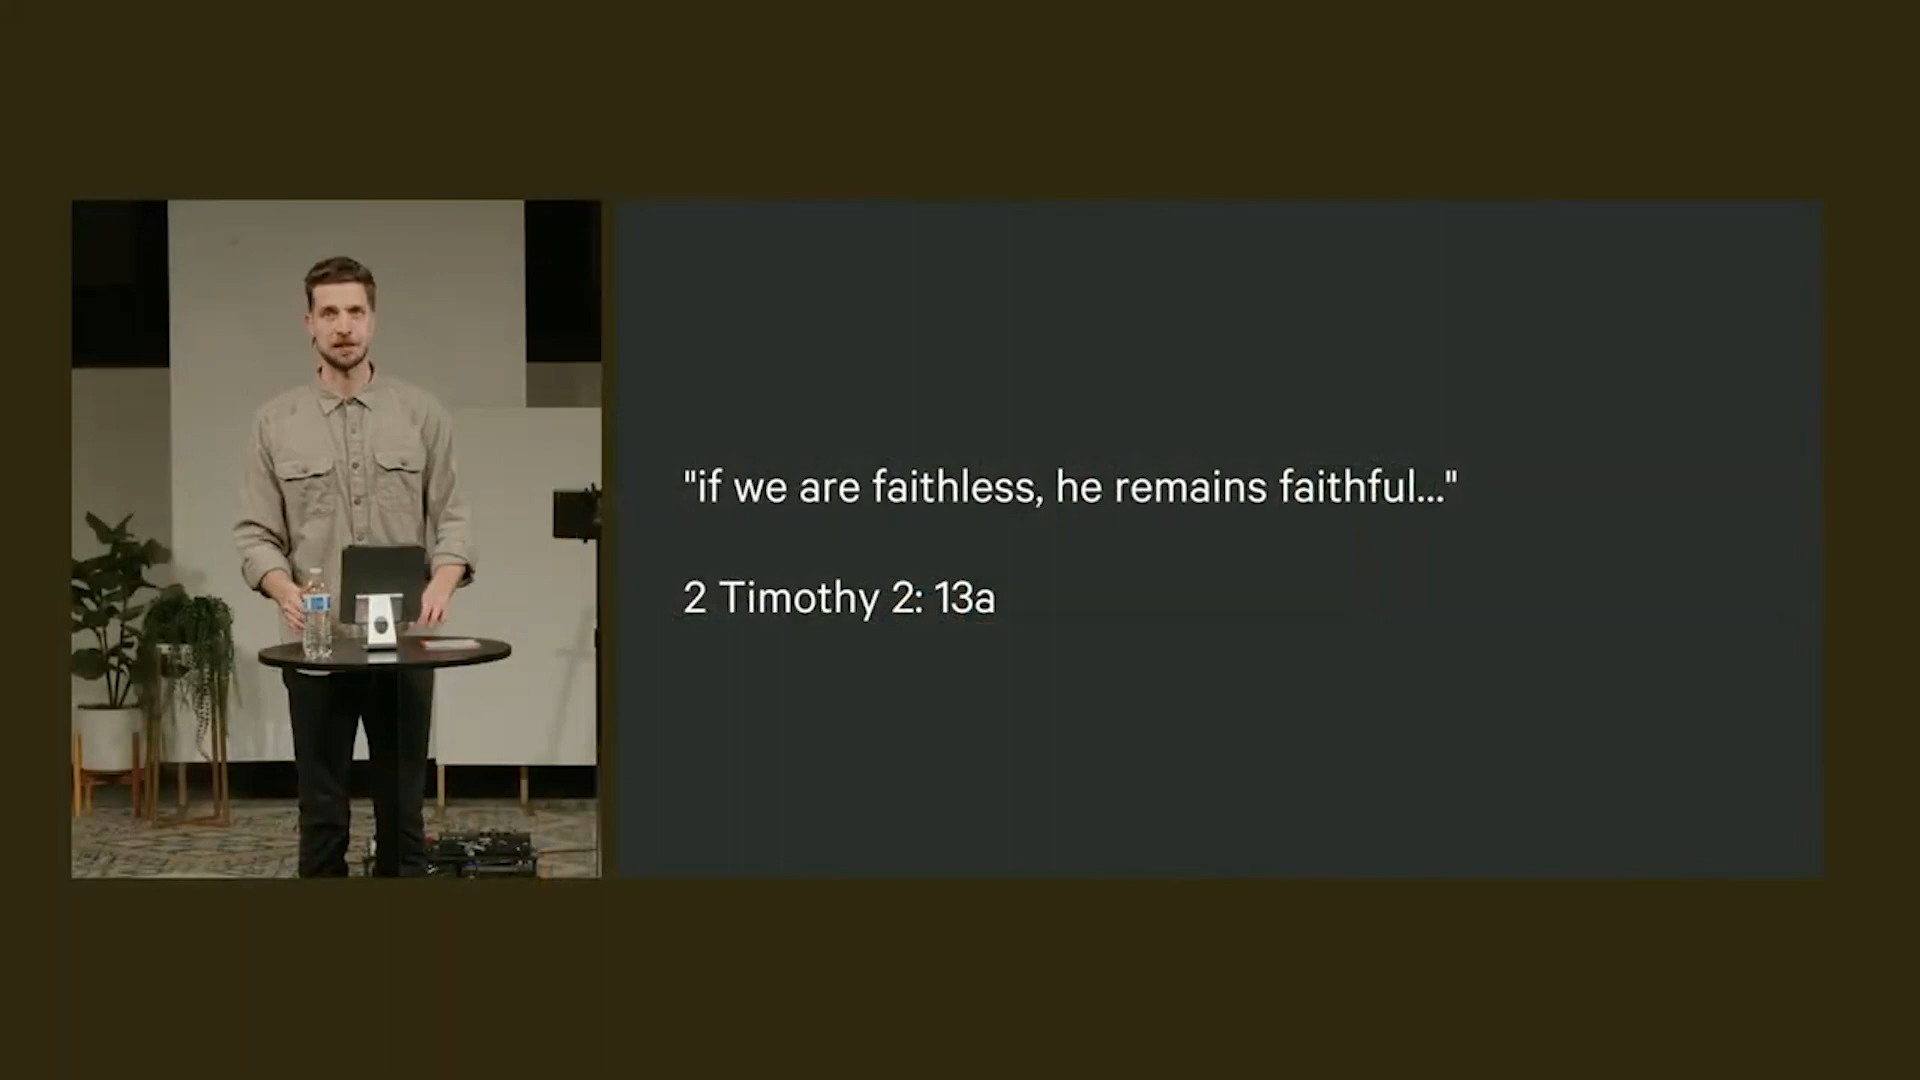 "if we are faithless, he remains faithful..."
2 Timothy 2: 13a